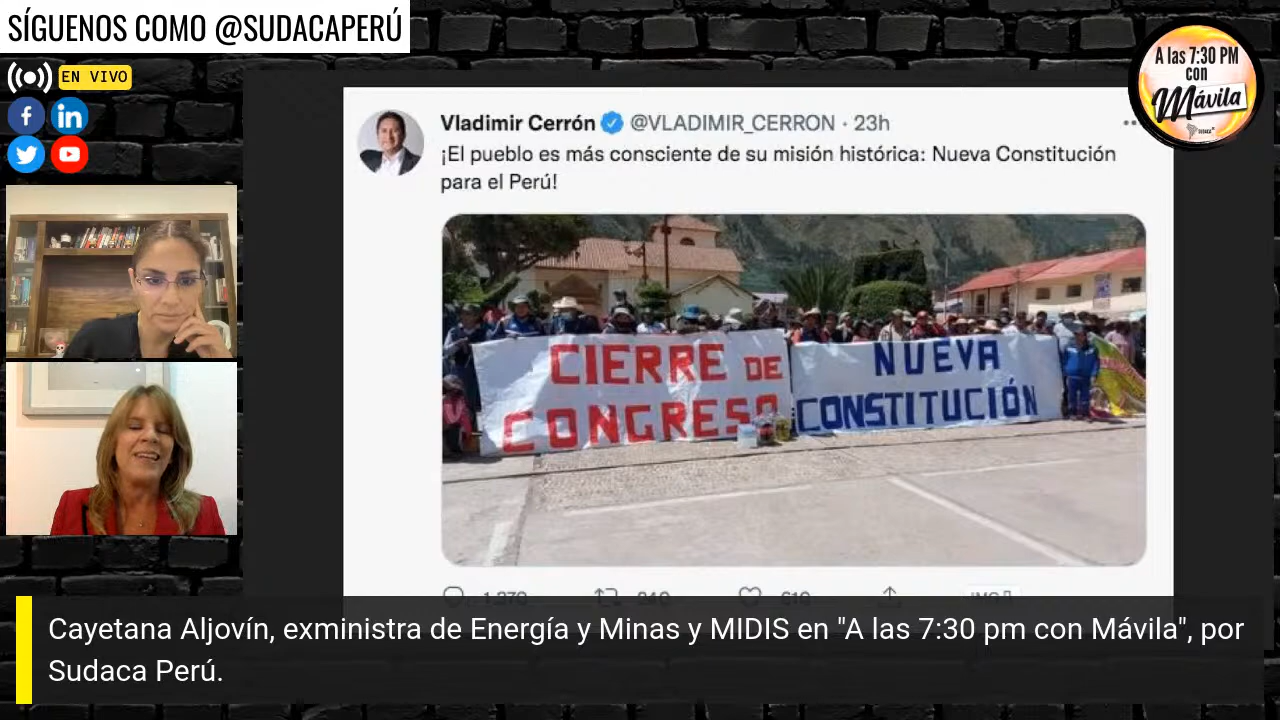 SÍGUENOS COMO @SUDACAPERÚ
EN VIVO
A las 7:30 PM
con
Mávila
Vladimir Cerrón @VLADIMIR_CERRON · 23h
¡El pueblo es más consciente de su misión histórica: Nueva Constitución
para el Perú!
CIERRE DE
CONGRESO
NUEVA
CONSTITUCIÓN
Cayetana Aljovín, exministra de Energía y Minas y MIDIS en "A las 7:30 pm con Mávila", por
Sudaca Perú.